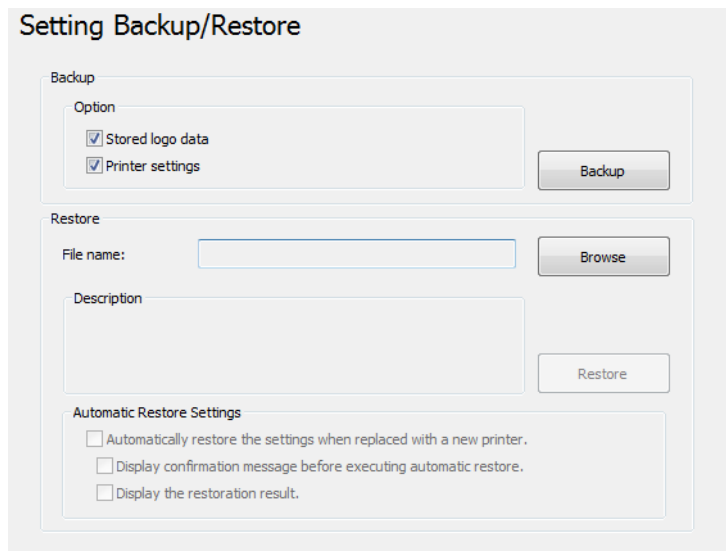 Setting Backup/Restore
Backup
Option
Stored logo data
Printer settings
Backup
Restore
File name:
Browse
Description
Restore
Automatic Restore Settings
Automatically restore the settings when replaced with a new printer.
Display confirmation message before executing automatic restore.
Display the restoration result.